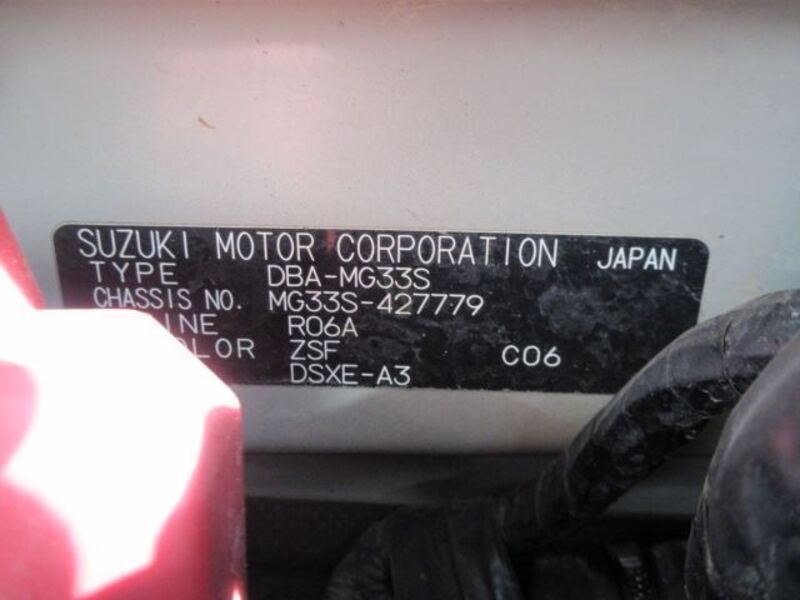 SUZUKI MOTOR CORPORATION JAPAN
TYPE DBA-MG33S
CHASSIS NO. MG33S-427779
R06A
ZSF C06
DSXE-A3